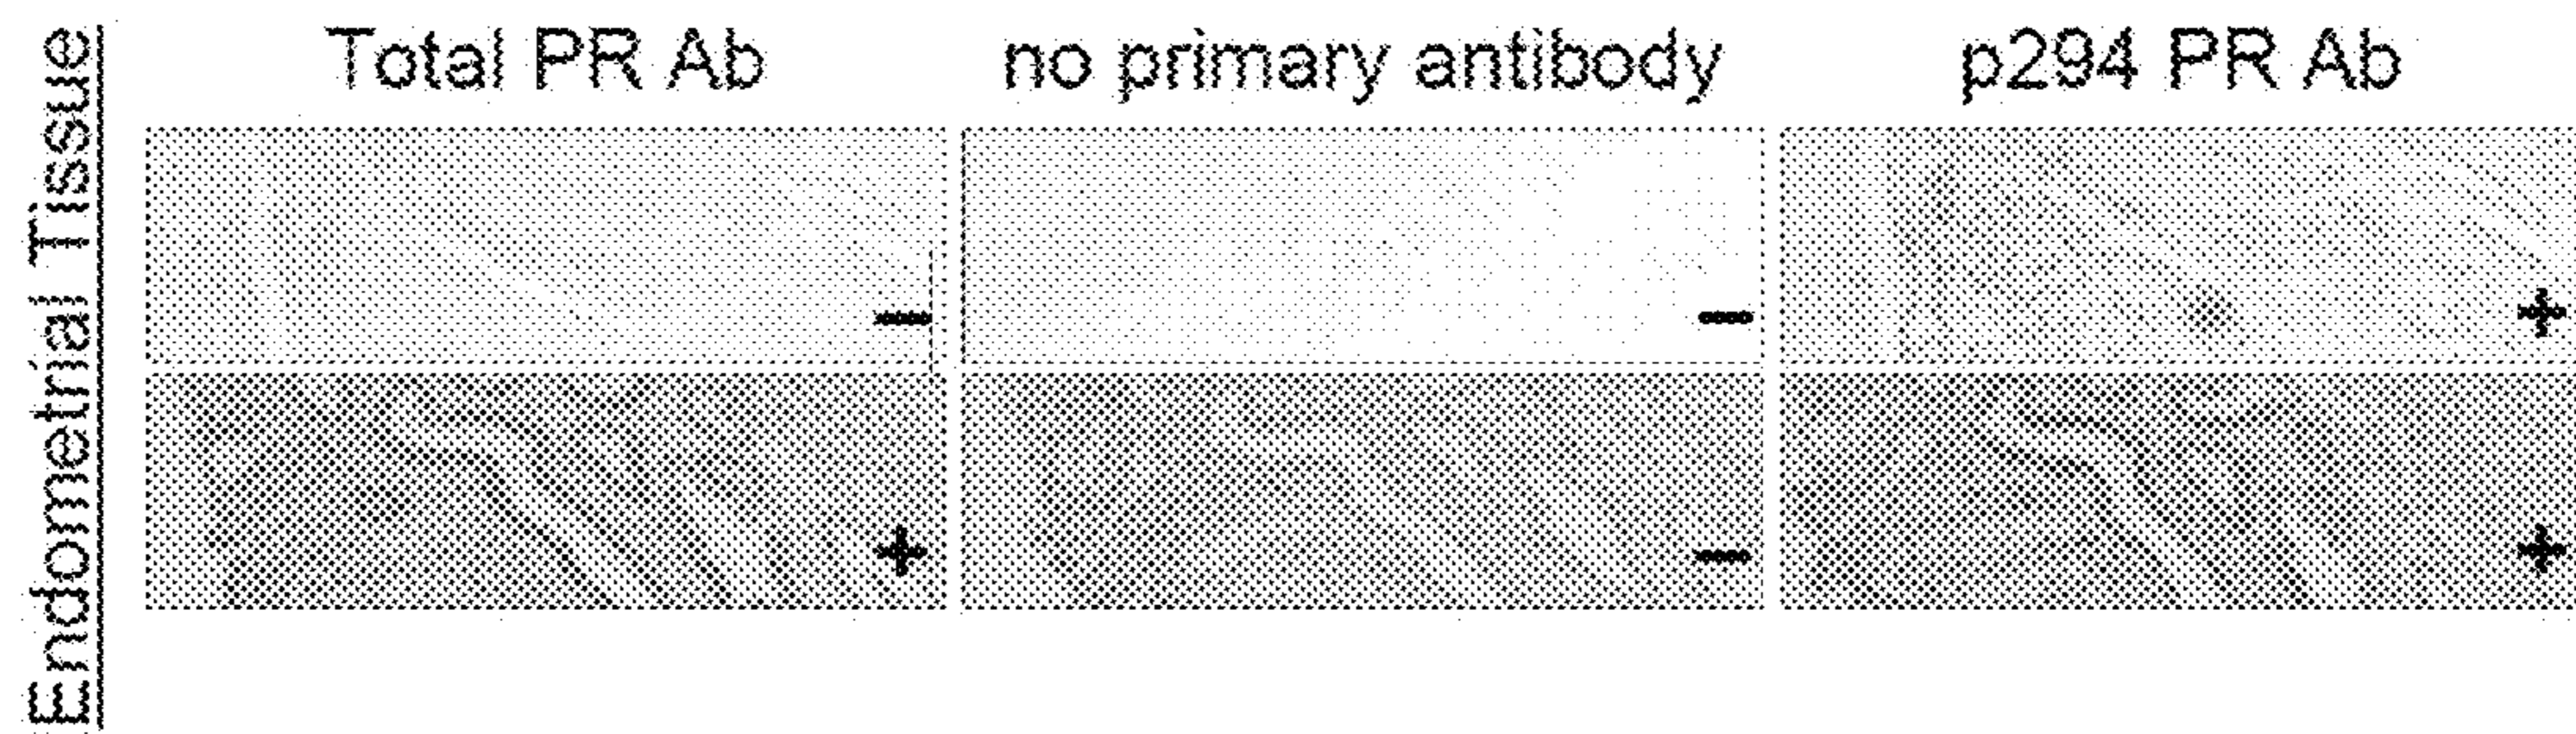 Total PR Ab
no primary antibody
p294 PR Ab
Endometrial Tissue
−
−
+
+
−
+